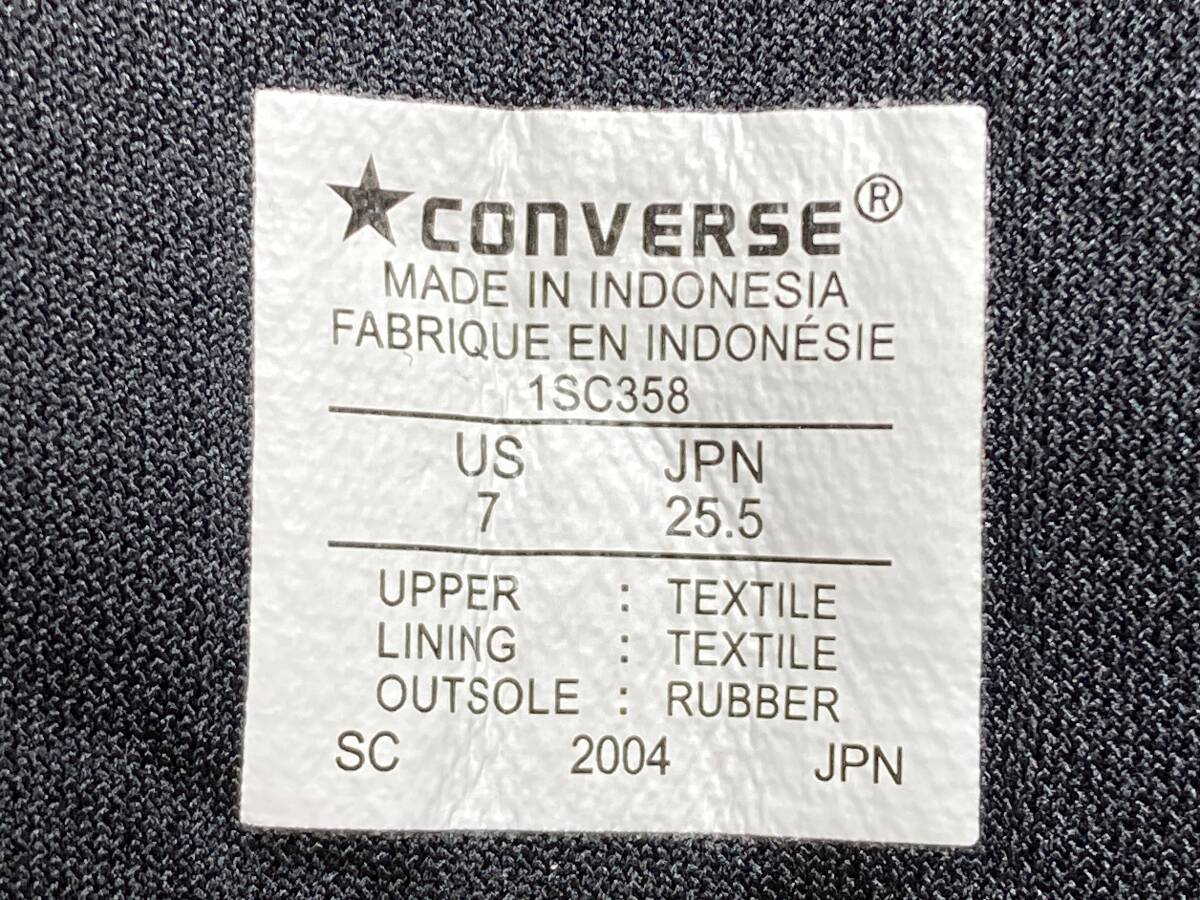 ★CONVERSE®
MADE IN INDONESIA
FABRIQUE EN INDONÉSIE
1SC358
US JPN
7 25.5
UPPER : TEXTILE
LINING : TEXTILE
OUTSOLE : RUBBER
SC 2004 JPN